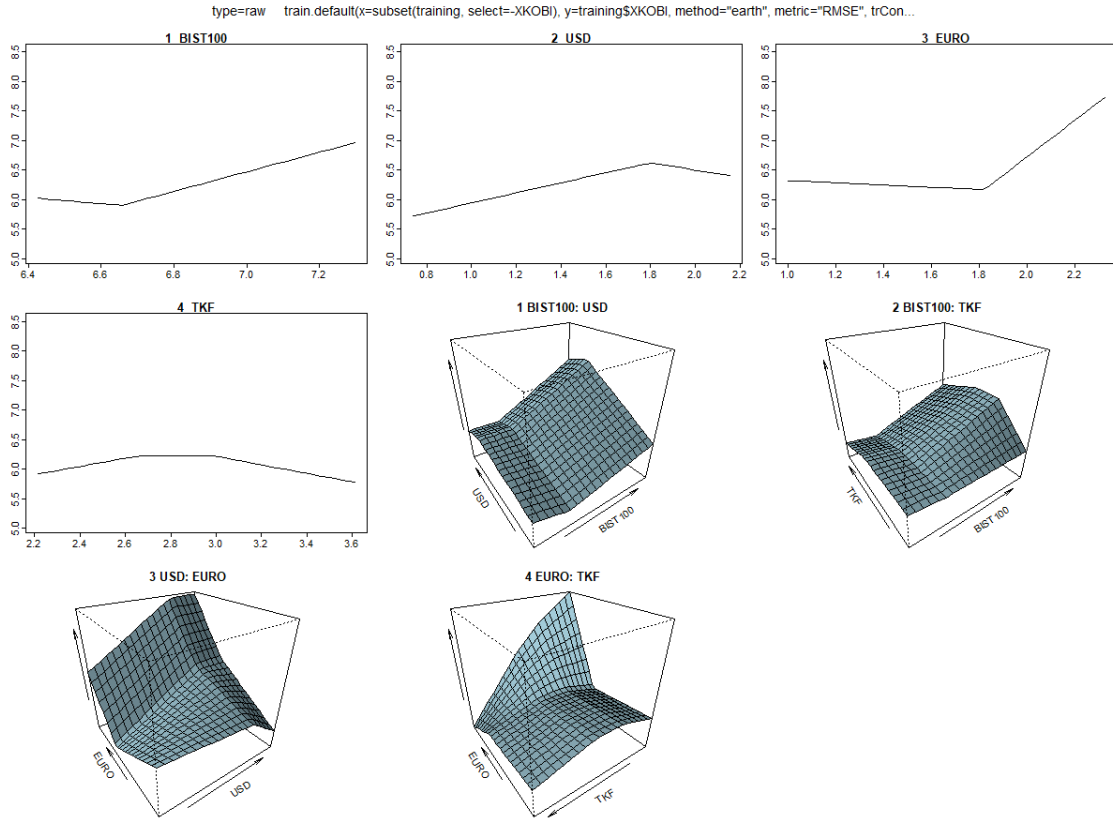 type=raw train.default(x=subset(training, select=-XKOBI), y=training$XKOBI, method="earth", metric="RMSE", trCon...
1 BIST100
2 USD
3 EURO
8.5
8.0
7.5
7.0
6.5
6.0
5.5
5.0
6.4 6.6 6.8 7.0 7.2
8.5
8.0
7.5
7.0
6.5
6.0
5.5
5.0
0.8 1.0 1.2 1.4 1.6 1.8 2.0 2.2
8.5
8.0
7.5
7.0
6.5
6.0
5.5
5.0
1.0 1.2 1.4 1.6 1.8 2.0 2.2
4 TKF
1 BIST100: USD
2 BIST100: TKF
8.5
8.0
7.5
7.0
6.5
6.0
5.5
5.0
2.2 2.4 2.6 2.8 3.0 3.2 3.4 3.6
USD
BIST100
TKF
BIST100
3 USD: EURO
4 EURO: TKF
EURO
USD
EURO
TKF